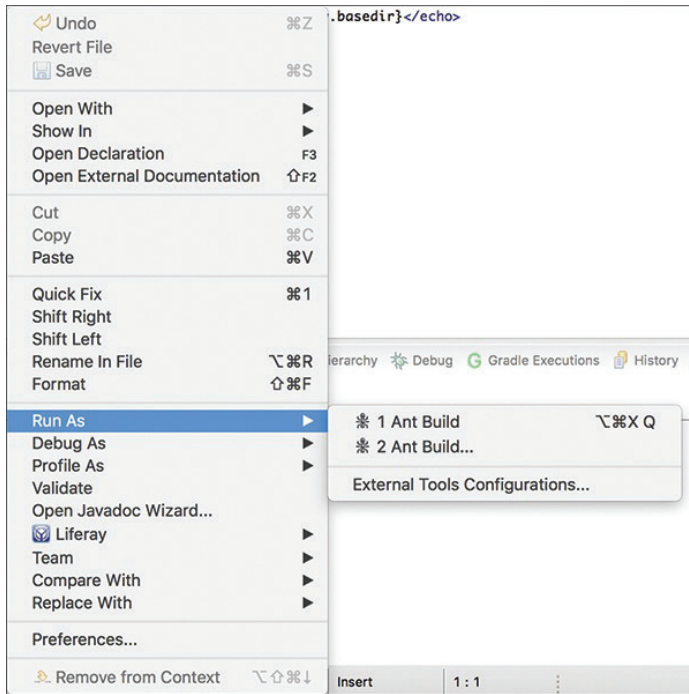 .basedir}</echo>
Undo ⌘Z
Revert File
Save ⌘S
Open With ▶
Show In ▶
Open Declaration F3
Open External Documentation ⇧F2
Cut ⌘X
Copy ⌘C
Paste ⌘V
Quick Fix ⌘1
Shift Right
Shift Left
Rename In File ⌥⌘R
Format ⇧⌘F
ierarchy Debug Gradle Executions History
Run As ▶
1 Ant Build ⌥⌘X Q
2 Ant Build...
External Tools Configurations...
Debug As ▶
Profile As ▶
Validate
Open Javadoc Wizard...
Liferay ▶
Team ▶
Compare With ▶
Replace With ▶
Preferences...
Remove from Context ⌥⇧⌘↓
Insert 1 : 1